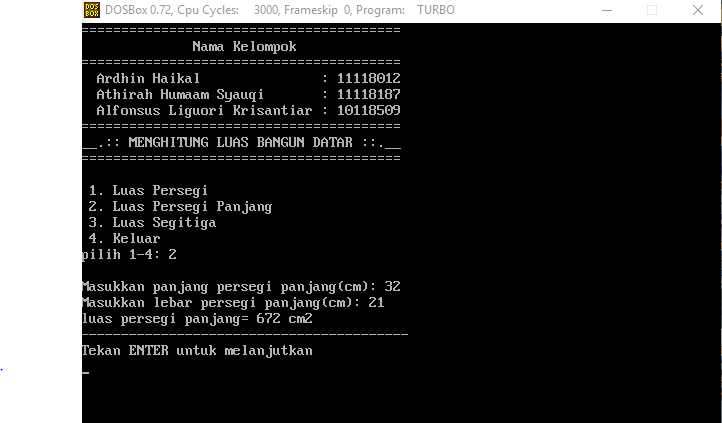 DOS BOX DOSBox 0.72, Cpu Cycles: 3000, Frameskip 0, Program: TURBO
========================================
Nama Kelompok
========================================
Ardhin Haikal : 11118012
Athirah Humaam Syauqi : 11118187
Alfonsus Liguori Krisantiar : 10118509
========================================
__.:: MENGHITUNG LUAS BANGUN DATAR ::.__
========================================
1. Luas Persegi
2. Luas Persegi Panjang
3. Luas Segitiga
4. Keluar
pilih 1-4: 2
Masukkan panjang persegi panjang(cm): 32
Masukkan lebar persegi panjang(cm): 21
luas persegi panjang= 672 cm2
-----------------------------------------
Tekan ENTER untuk melanjutkan
_
.